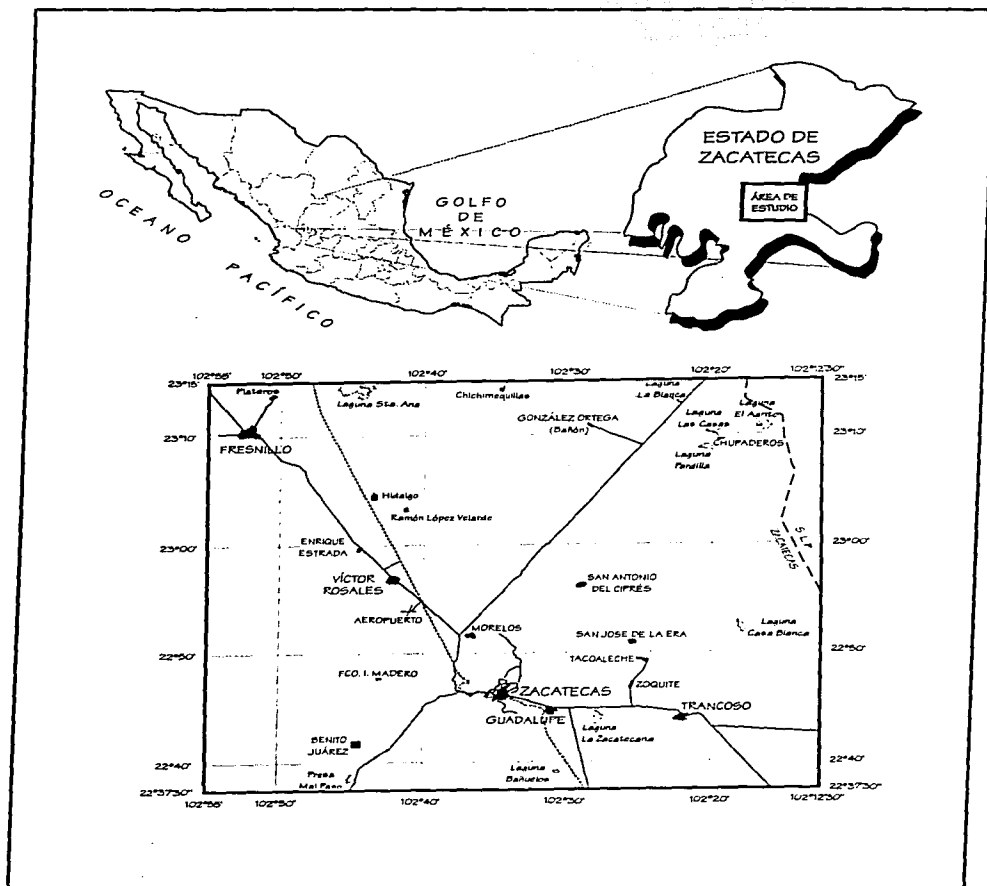 ESTADO DE
ZACATECAS
ÁREA DE
ESTUDIO
GOLFO
DE
MÉXICO
OCEANO PACÍFICO
102°55' 102°50' 102°40' 102°30' 102°20' 102°12'30"
23°15' 23°15'
Plateros
Laguna Sta. Ana
Chichimequillas
Laguna
La Blanca
GONZÁLEZ ORTEGA
(Bañón)
Laguna
Las Casas
Laguna
23°10' 23°10'
FRESNILLO
CHUPADEROS
Laguna
Pardilla
Hidalgo
Ramón López Velarde
ENRIQUE
ESTRADA
23°00' 23°00'
S L P
ZACATECAS
VÍCTOR
ROSALES
SAN ANTONIO
DEL CIPRÉS
AEROPUERTO
MORELOS
SAN JOSE DE LA ERA
Laguna
Casa Blanca
22°50' 22°50'
TACOALECHE
FCO. I. MADERO
ZOQUITE
ZACATECAS
GUADALUPE
TRANCOSO
Laguna
La Zacatecana
BENITO
JUÁREZ
22°40' 22°40'
Presa
Mal Paso
Laguna
Bañuelos
22°37'30" 22°37'30"
102°55' 102°50' 102°40' 102°30' 102°20' 102°12'30"